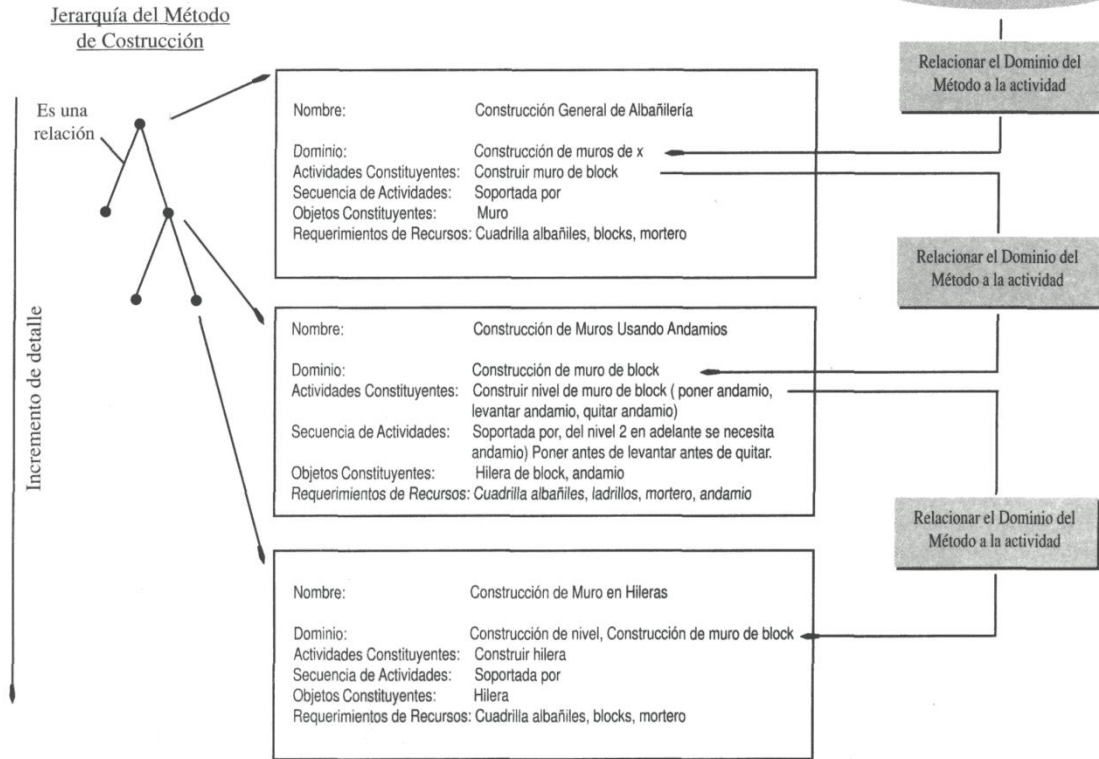 Jerarquía del Método
de Costrucción
Es una
relación
Incremento de detalle
Nombre: Construcción General de Albañilería
Dominio: Construcción de muros de x
Actividades Constituyentes: Construir muro de block
Secuencia de Actividades: Soportada por
Objetos Constituyentes: Muro
Requerimientos de Recursos: Cuadrilla albañiles, blocks, mortero
Nombre: Construcción de Muros Usando Andamios
Dominio: Construcción de muro de block
Actividades Constituyentes: Construir nivel de muro de block ( poner andamio,
levantar andamio, quitar andamio)
Secuencia de Actividades: Soportada por, del nivel 2 en adelante se necesita
andamio) Poner antes de levantar antes de quitar.
Objetos Constituyentes: Hilera de block, andamio
Requerimientos de Recursos: Cuadrilla albañiles, ladrillos, mortero, andamio
Nombre: Construcción de Muro en Hileras
Dominio: Construcción de nivel, Construcción de muro de block
Actividades Constituyentes: Construir hilera
Secuencia de Actividades: Soportada por
Objetos Constituyentes: Hilera
Requerimientos de Recursos: Cuadrilla albañiles, blocks, mortero
Relacionar el Dominio del
Método a la actividad
Relacionar el Dominio del
Método a la actividad
Relacionar el Dominio del
Método a la actividad